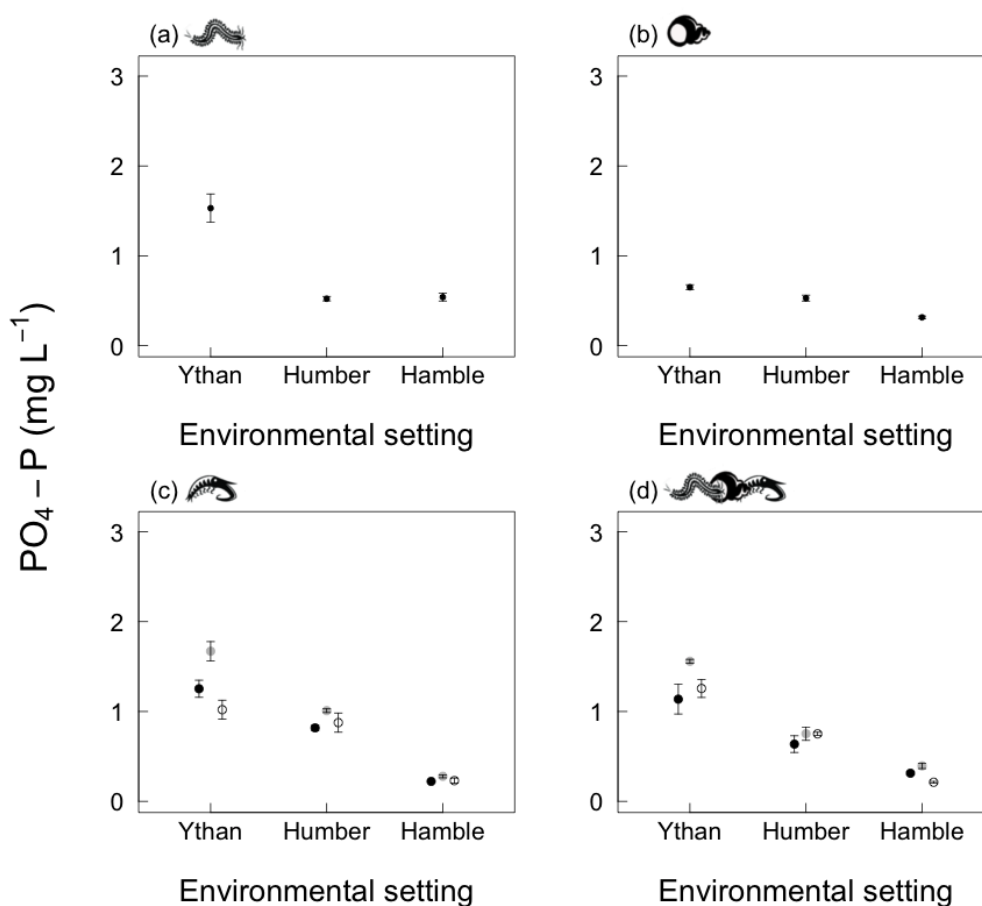 PO₄ – P (mg L⁻¹)
(a)
3
2
1
0
Ythan Humber Hamble
Environmental setting
(b)
3
2
1
0
Ythan Humber Hamble
Environmental setting
(c)
3
2
1
0
Ythan Humber Hamble
Environmental setting
(d)
3
2
1
0
Ythan Humber Hamble
Environmental setting